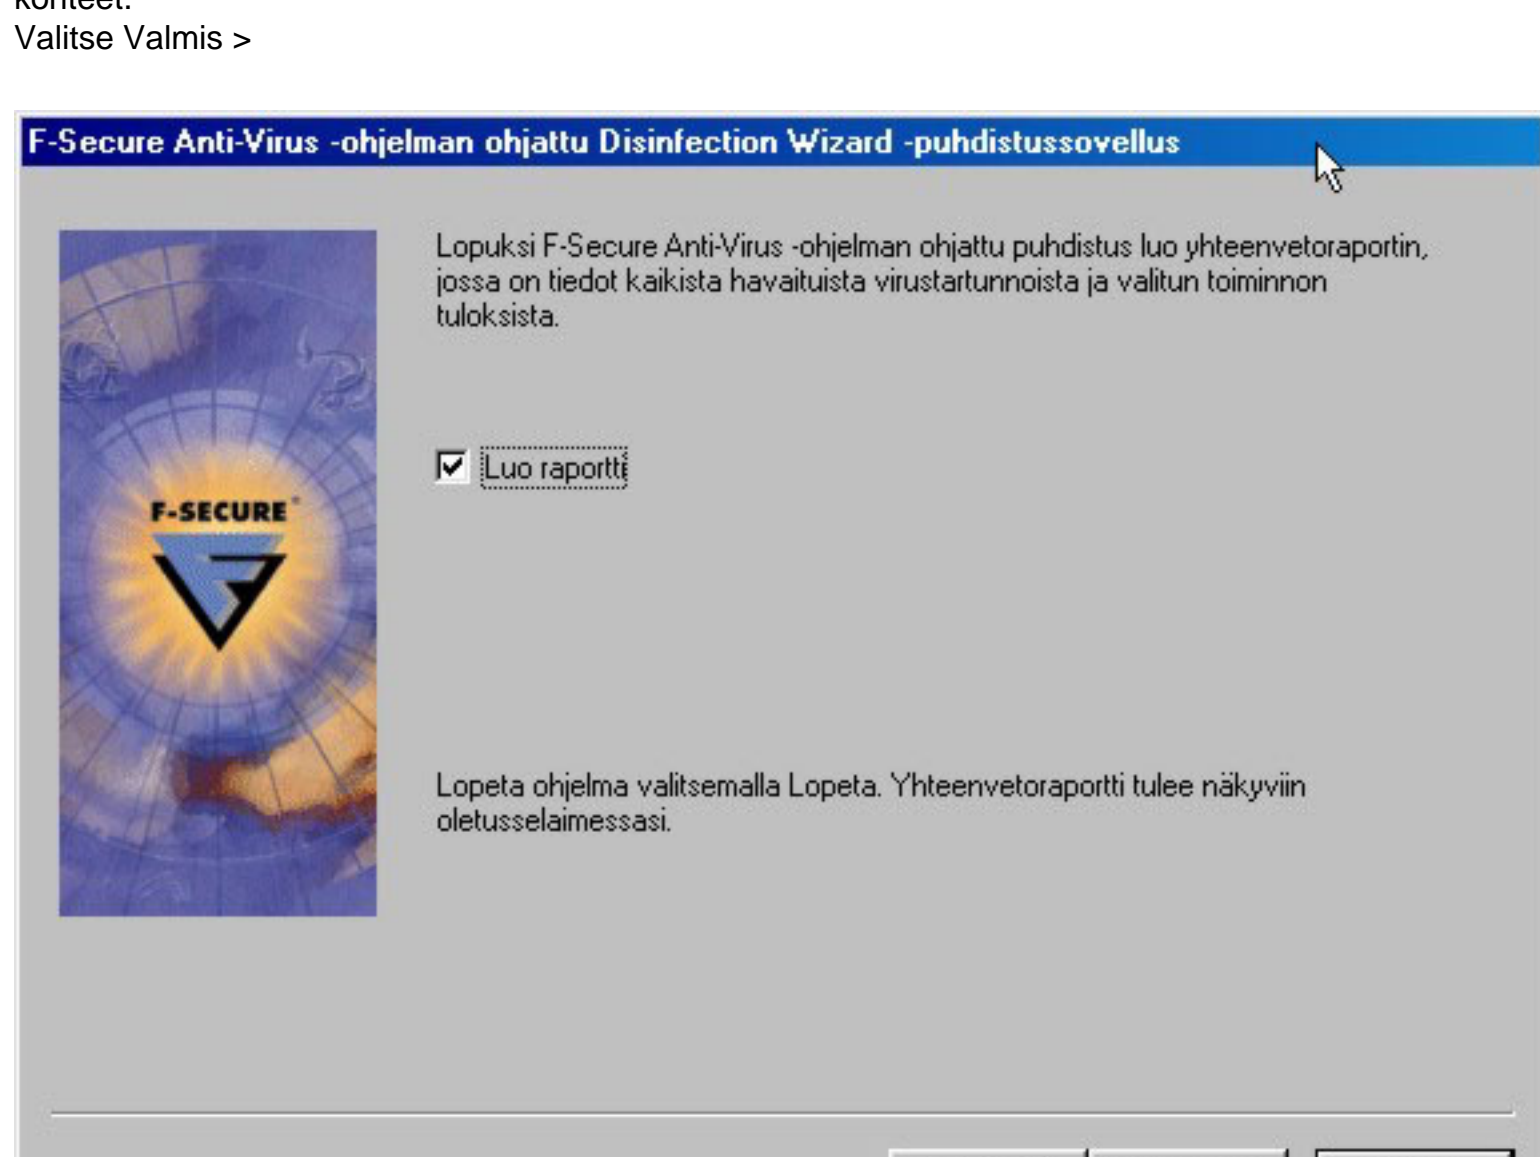 konteet.
Valitse Valmis >
F-Secure Anti-Virus -ohjelman ohjattu Disinfection Wizard -puhdistussovellus
Lopuksi F-Secure Anti-Virus -ohjelman ohjattu puhdistus luo yhteenvetoraportin,
jossa on tiedot kaikista havaituista virustartunnoista ja valitun toiminnon
tuloksista.
Luo raportti
F-SECURE®
Lopeta ohjelma valitsemalla Lopeta. Yhteenvetoraportti tulee näkyviin
oletusselaimessasi.